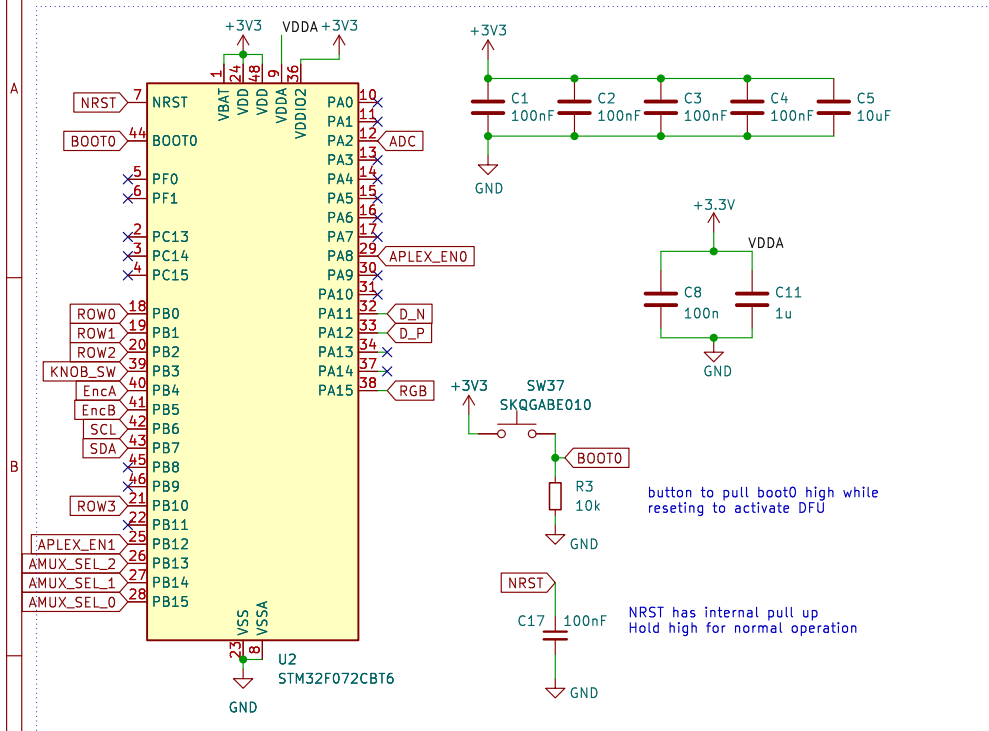 A
B
+3V3
VDDA
+3V3
1
24
48
9
36
VBAT
VDD
VDD
VDDA
VDDIO2
NRST 7 NRST
BOOT0 44 BOOT0
5 PF0
6 PF1
2 PC13
3 PC14
4 PC15
ROW0 18 PB0
ROW1 19 PB1
ROW2 20 PB2
KNOB_SW 39 PB3
EncA 40 PB4
EncB 41 PB5
SCL 42 PB6
SDA 43 PB7
45 PB8
46 PB9
ROW3 21 PB10
22 PB11
APLEX_EN1 25 PB12
AMUX_SEL_2 26 PB13
AMUX_SEL_1 27 PB14
AMUX_SEL_0 28 PB15
PA0 10
PA1 11
PA2 12 ADC
PA3 13
PA4 14
PA5 15
PA6 16
PA7 17
PA8 29 APLEX_EN0
PA9 30
PA10 31
PA11 32 D_N
PA12 33 D_P
PA13 34
PA14 37
PA15 38 RGB
VSS
VSSA
23
8
U2
STM32F072CBT6
GND
+3V3
C1
100nF
C2
100nF
C3
100nF
C4
100nF
C5
10uF
GND
+3.3V
VDDA
C8
100n
C11
1u
GND
+3V3
SW37
SKQGABE010
BOOT0
R3
10k
GND
button to pull boot0 high while
reseting to activate DFU
NRST
C17 100nF
GND
NRST has internal pull up
Hold high for normal operation